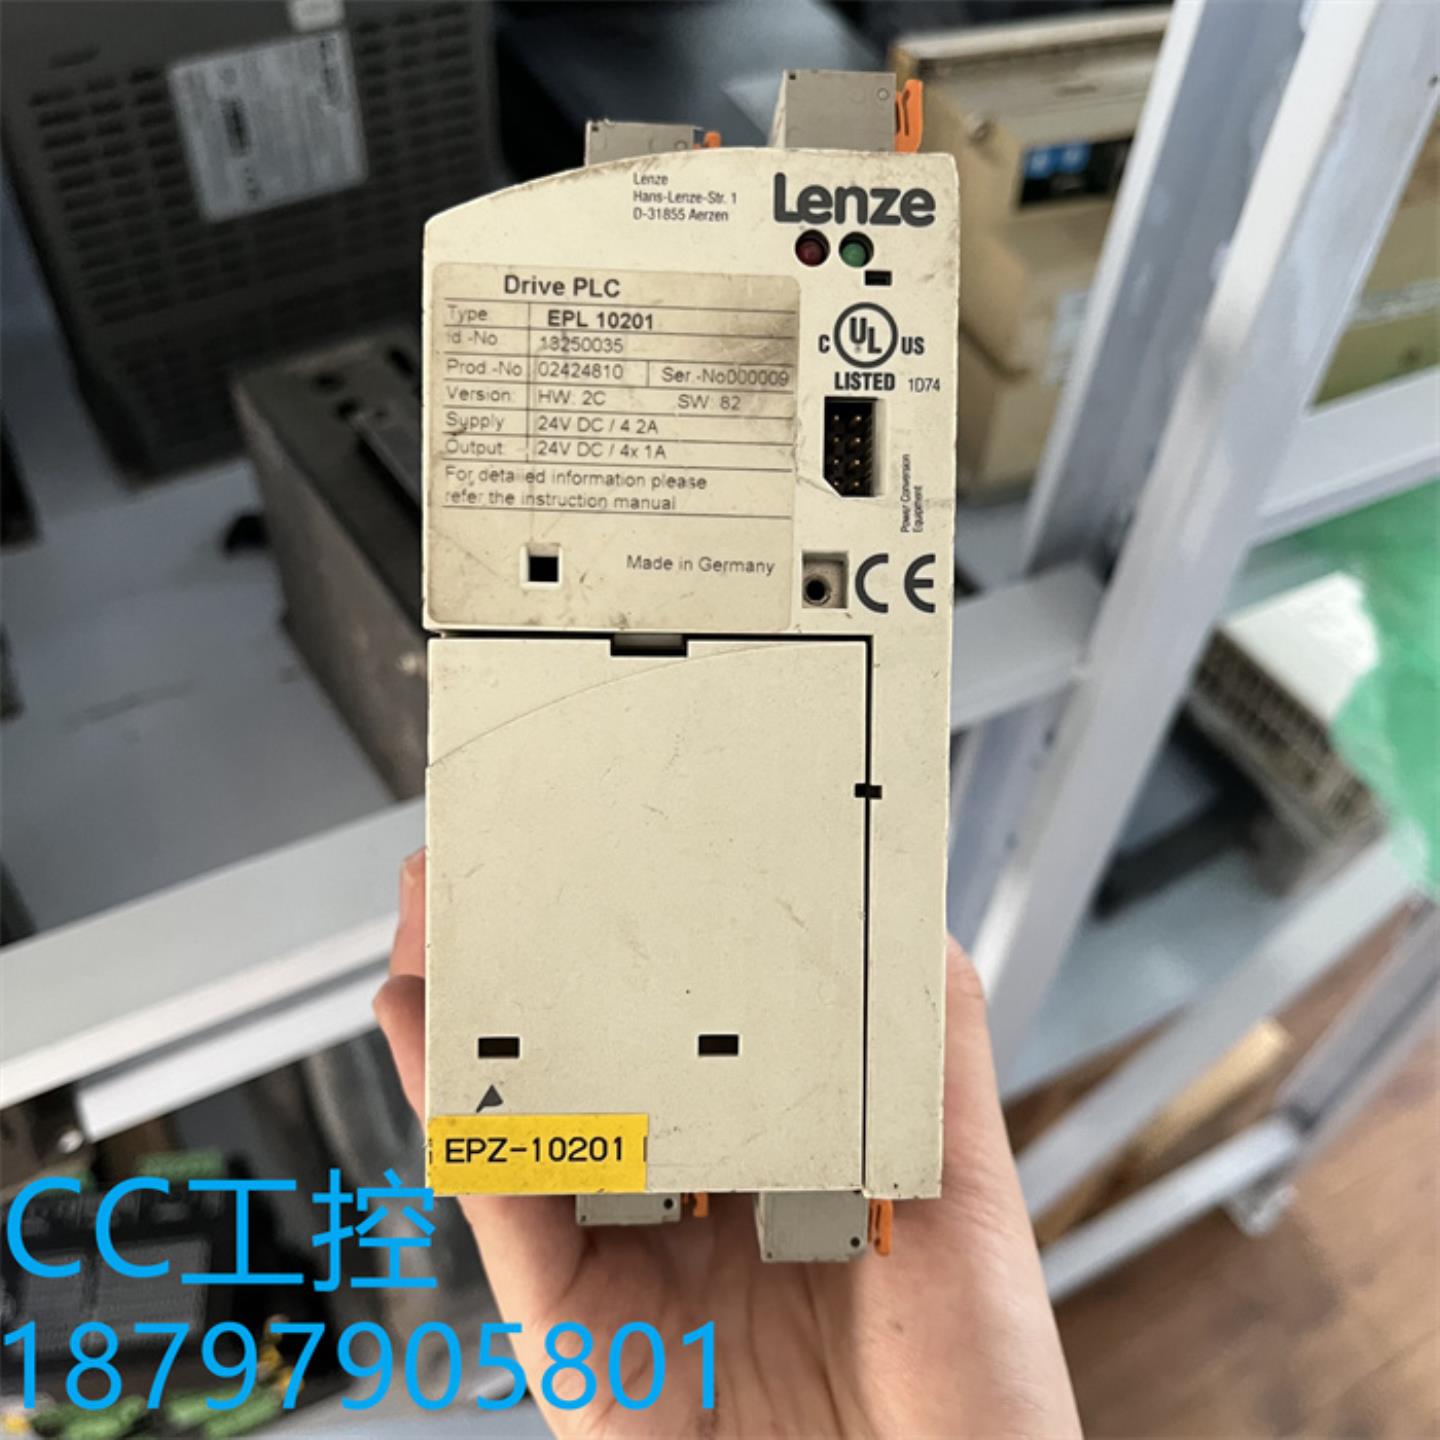 Lenze
Hans-Lenze-Str. 1
D-31855 Aerzen
Lenze
Drive PLC
Type EPL 10201
Id.-No 13250035
Prod.-No 02424810 Ser.-No000009
Version: HW: 2C SW: 82
Supply 24V DC / 4.2A
Output: 24V DC / 4x 1A
For detailed information please
refer the instruction manual
Made in Germany
C UL US
LISTED 1D74
Power Conversion
Equipment
CE
EPZ-10201
CC工控
18797905801